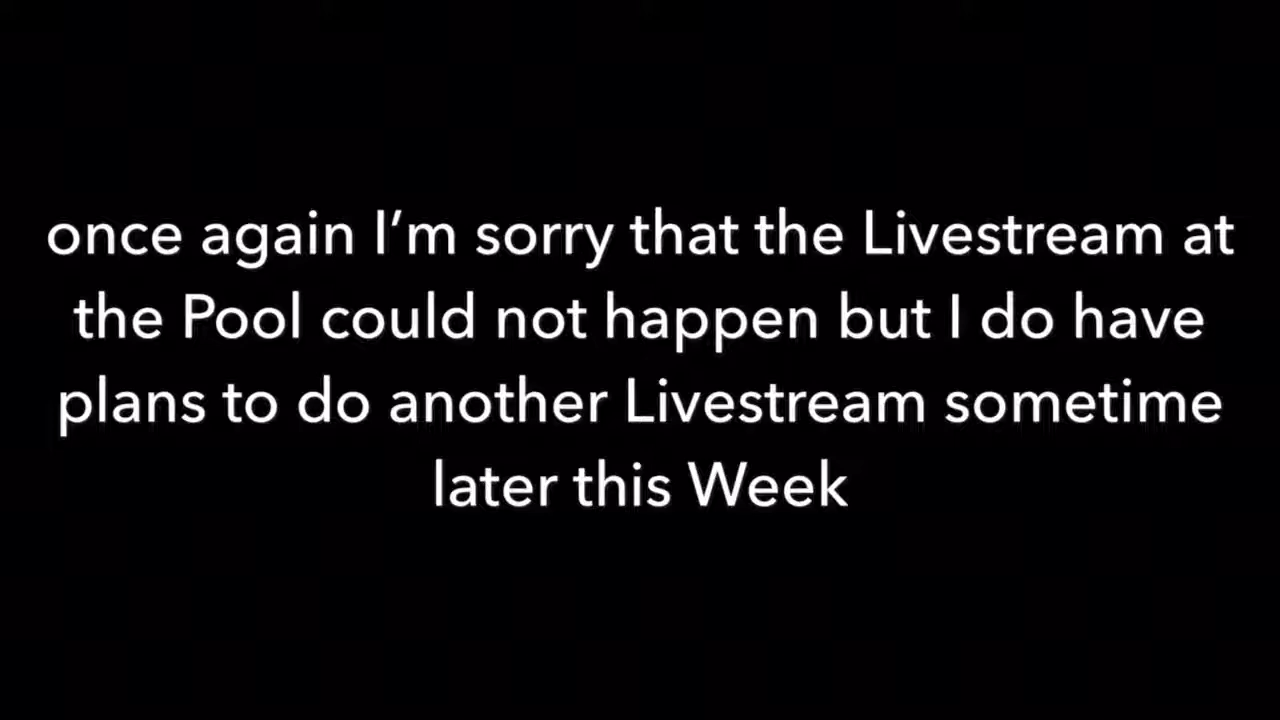 once again I’m sorry that the Livestream at
the Pool could not happen but I do have
plans to do another Livestream sometime
later this Week